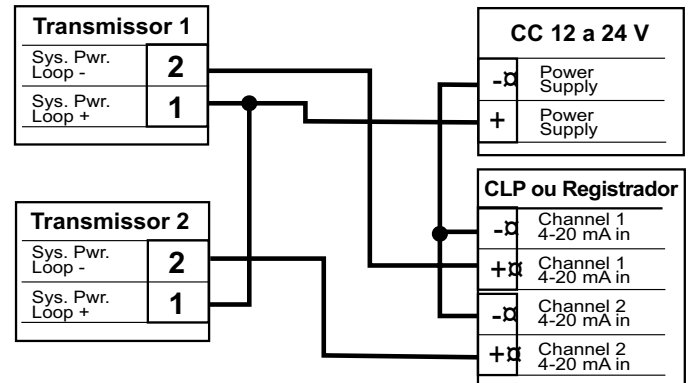 Transmissor 1
Sys. Pwr.
Loop -
2
Sys. Pwr.
Loop +
1
CC 12 a 24 V
-¤
Power
Supply
+
Power
Supply
Transmissor 2
Sys. Pwr.
Loop -
2
Sys. Pwr.
Loop +
1
CLP ou Registrador
-¤
Channel 1
4-20 mA in
+¤
Channel 1
4-20 mA in
-¤
Channel 2
4-20 mA in
+¤
Channel 2
4-20 mA in